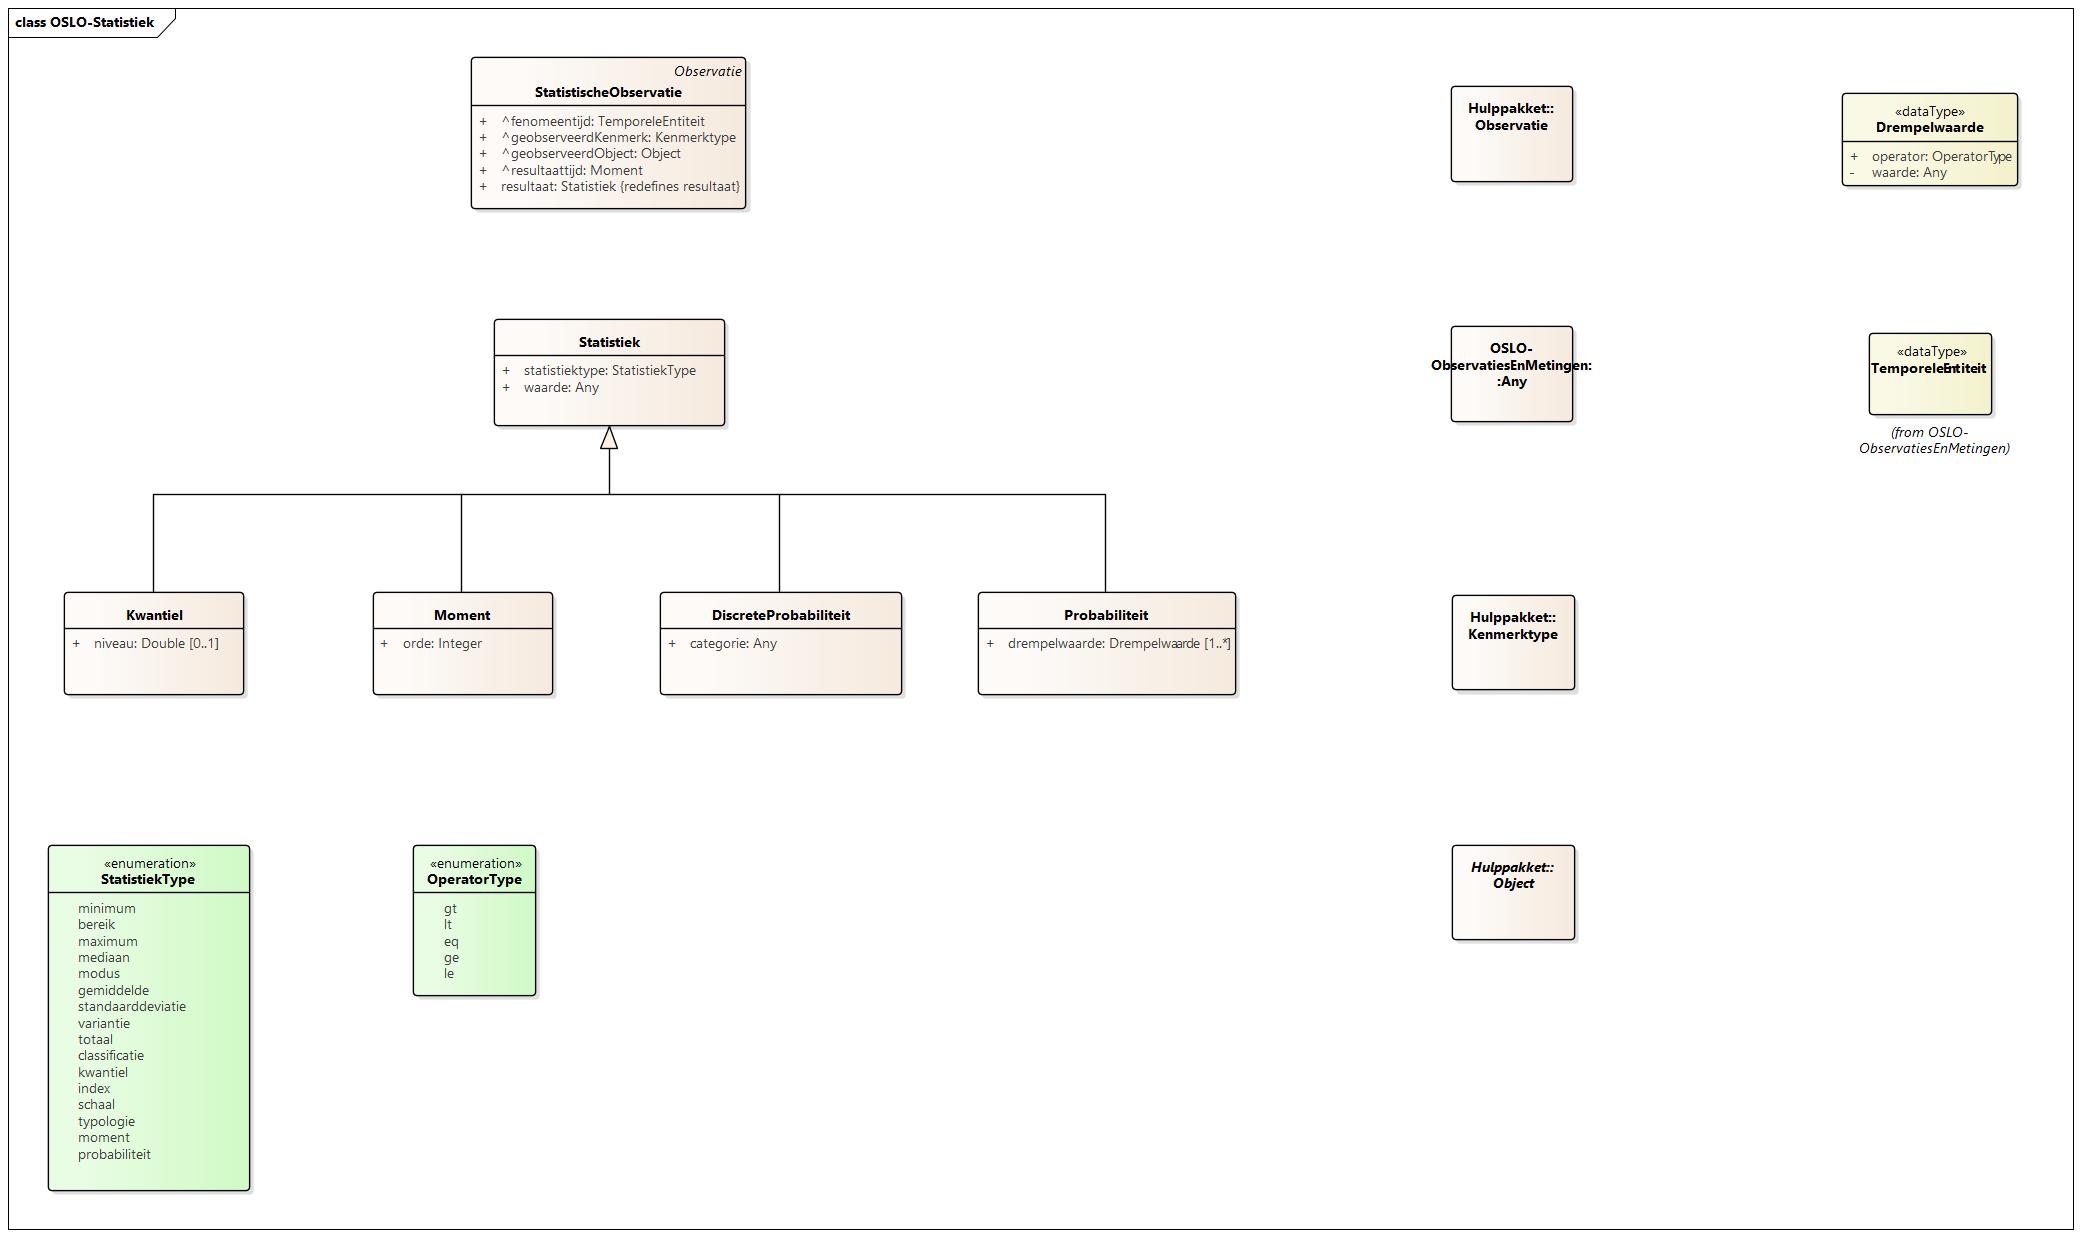 class OSLO-Statistiek
Observatie
StatistischeObservatie
+ ^fenomeentijd: TemporeleEntiteit
+ ^geobserveerdKenmerk: Kenmerktype
+ ^geobserveerdObject: Object
+ ^resultaattijd: Moment
+ resultaat: Statistiek {redefines resultaat}
Hulppakket::
Observatie
«dataType»
Drempelwaarde
+ operator: OperatorType
- waarde: Any
Statistiek
+ statistiektype: StatistiekType
+ waarde: Any
OSLO-
ObservatiesEnMetingen:
:Any
«dataType»
TemporeleEntiteit
(from OSLO-
ObservatiesEnMetingen)
Kwantiel
+ niveau: Double [0..1]
Moment
+ orde: Integer
DiscreteProbabiliteit
+ categorie: Any
Probabiliteit
+ drempelwaarde: Drempelwaarde [1..*]
Hulppakket::
Kenmerktype
«enumeration»
StatistiekType
minimum
bereik
maximum
mediaan
modus
gemiddelde
standaarddeviatie
variantie
totaal
classificatie
kwantiel
index
schaal
typologie
moment
probabiliteit
«enumeration»
OperatorType
gt
lt
eq
ge
le
Hulppakket::
Object